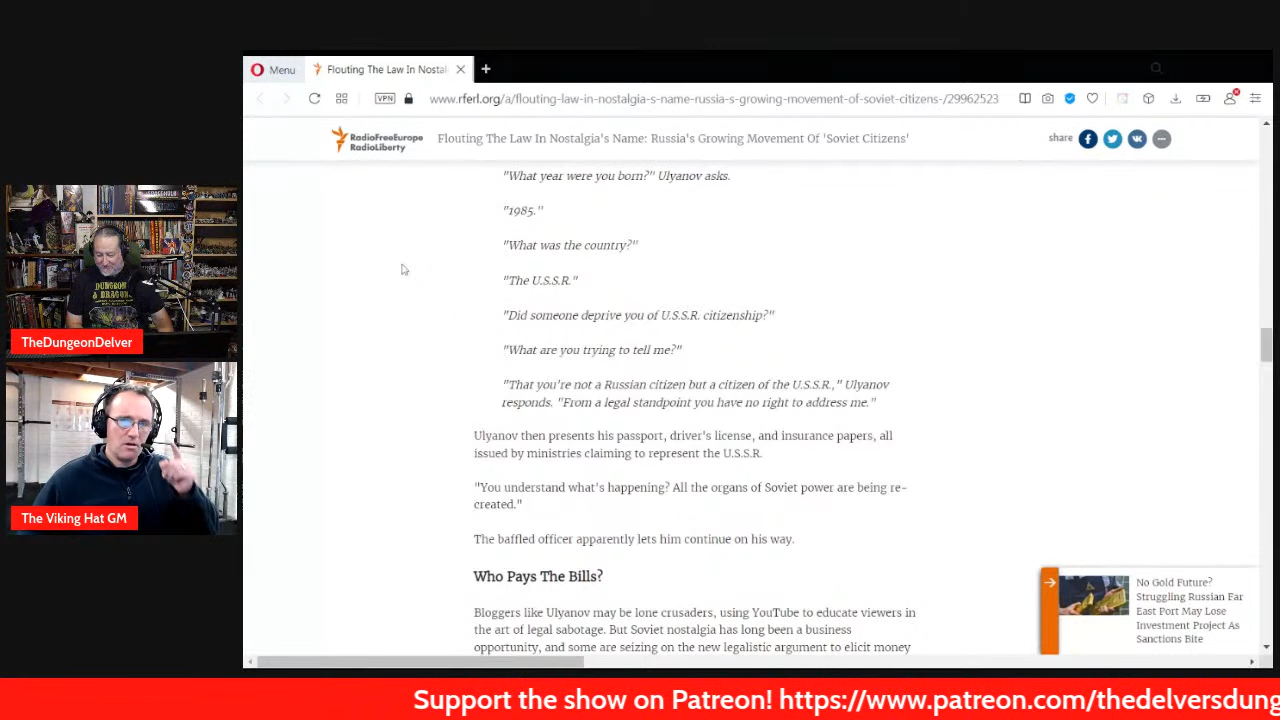 Menu
Flouting The Law In Nostal
VPN
www.rferl.org/a/flouting-law-in-nostalgia-s-name-russia-s-growing-movement-of-soviet-citizens-/29962523
RadioFreeEurope
RadioLiberty
Flouting The Law In Nostalgia's Name: Russia's Growing Movement Of 'Soviet Citizens'
share
"What year were you born?" Ulyanov asks.
"1985."
"What was the country?"
"The U.S.S.R."
"Did someone deprive you of U.S.S.R. citizenship?"
"What are you trying to tell me?"
"That you're not a Russian citizen but a citizen of the U.S.S.R.," Ulyanov
responds. "From a legal standpoint you have no right to address me."
Ulyanov then presents his passport, driver's license, and insurance papers, all
issued by ministries claiming to represent the U.S.S.R.
"You understand what's happening? All the organs of Soviet power are being re-
created."
The baffled officer apparently lets him continue on his way.
Who Pays The Bills?
Bloggers like Ulyanov may be lone crusaders, using YouTube to educate viewers in
the art of legal sabotage. But Soviet nostalgia has long been a business
opportunity, and some are seizing on the new legalistic argument to elicit money
No Gold Future?
Struggling Russian Far
East Port May Lose
Investment Project As
Sanctions Bite
DUNGEON
& DRAGON
TheDungeonDelver
The Viking Hat GM
Support the show on Patreon! https://www.patreon.com/thedelversdung